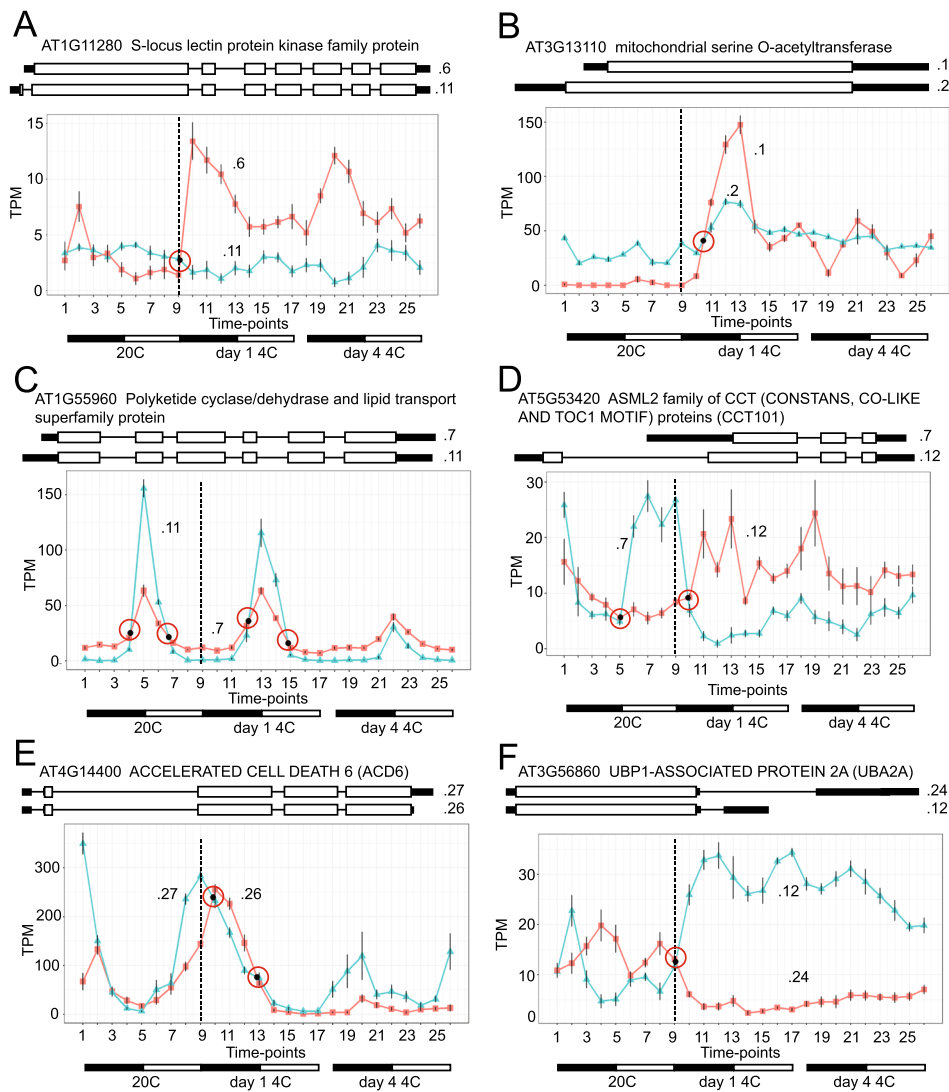 A
AT1G11280 S-locus lectin protein kinase family protein
.6
.11
15
10
5
0
TPM
.6
.11
1 3 5 7 9 11 13 15 17 19 21 23 25
Time-points
20C day 1 4C day 4 4C
B
AT3G13110 mitochondrial serine O-acetyltransferase
.1
.2
150
100
50
0
TPM
.1
.2
1 3 5 7 9 11 13 15 17 19 21 23 25
Time-points
20C day 1 4C day 4 4C
C
AT1G55960 Polyketide cyclase/dehydrase and lipid transport
superfamily protein
.7
.11
150
100
50
0
TPM
.11
.7
1 3 5 7 9 11 13 15 17 19 21 23 25
Time-points
20C day 1 4C day 4 4C
D
AT5G53420 ASML2 family of CCT (CONSTANS, CO-LIKE
AND TOC1 MOTIF) proteins (CCT101)
.7
.12
30
20
10
0
TPM
.7
.12
1 3 5 7 9 11 13 15 17 19 21 23 25
Time-points
20C day 1 4C day 4 4C
E
AT4G14400 ACCELERATED CELL DEATH 6 (ACD6)
.27
.26
300
200
100
0
TPM
.27
.26
1 3 5 7 9 11 13 15 17 19 21 23 25
Time-points
20C day 1 4C day 4 4C
F
AT3G56860 UBP1-ASSOCIATED PROTEIN 2A (UBA2A)
.24
.12
30
20
10
0
TPM
.12
.24
1 3 5 7 9 11 13 15 17 19 21 23 25
Time-points
20C day 1 4C day 4 4C